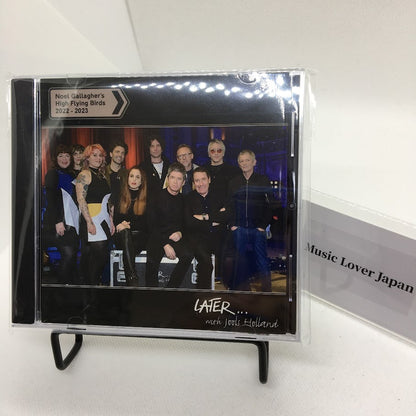 Noel Gallagher's
High Flying Birds
2022 - 2023
LATER...
with Jools Holland
Music Lover Japan